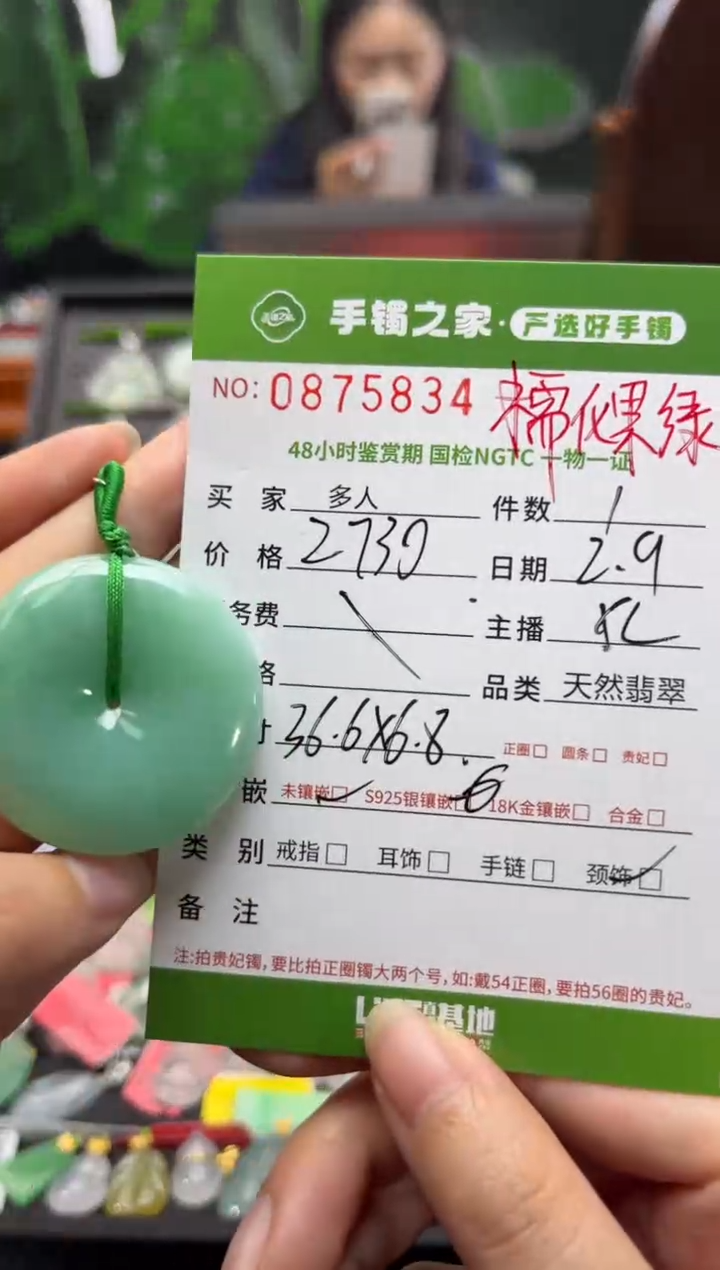 手镯之家·严选好手镯
NO: 0875834 糯化果绿
48小时鉴赏期 国检NGTC 一物一证
买 家 多人 件数 1
价 格 2730 日期 2.9
务费 \ 主播 XL
格 品类 天然翡翠
寸 36.6X6.8. 正圈□ 圆条□ 贵妃□
嵌 未镶嵌□ S925银镶嵌□ 18K金镶嵌□ 合金□
类 别 戒指□ 耳饰□ 手链□ 颈饰□
备 注
注:拍贵妃镯,要比拍正圈镯大两个号,如:戴54正圈,要拍56圈的贵妃。
基地